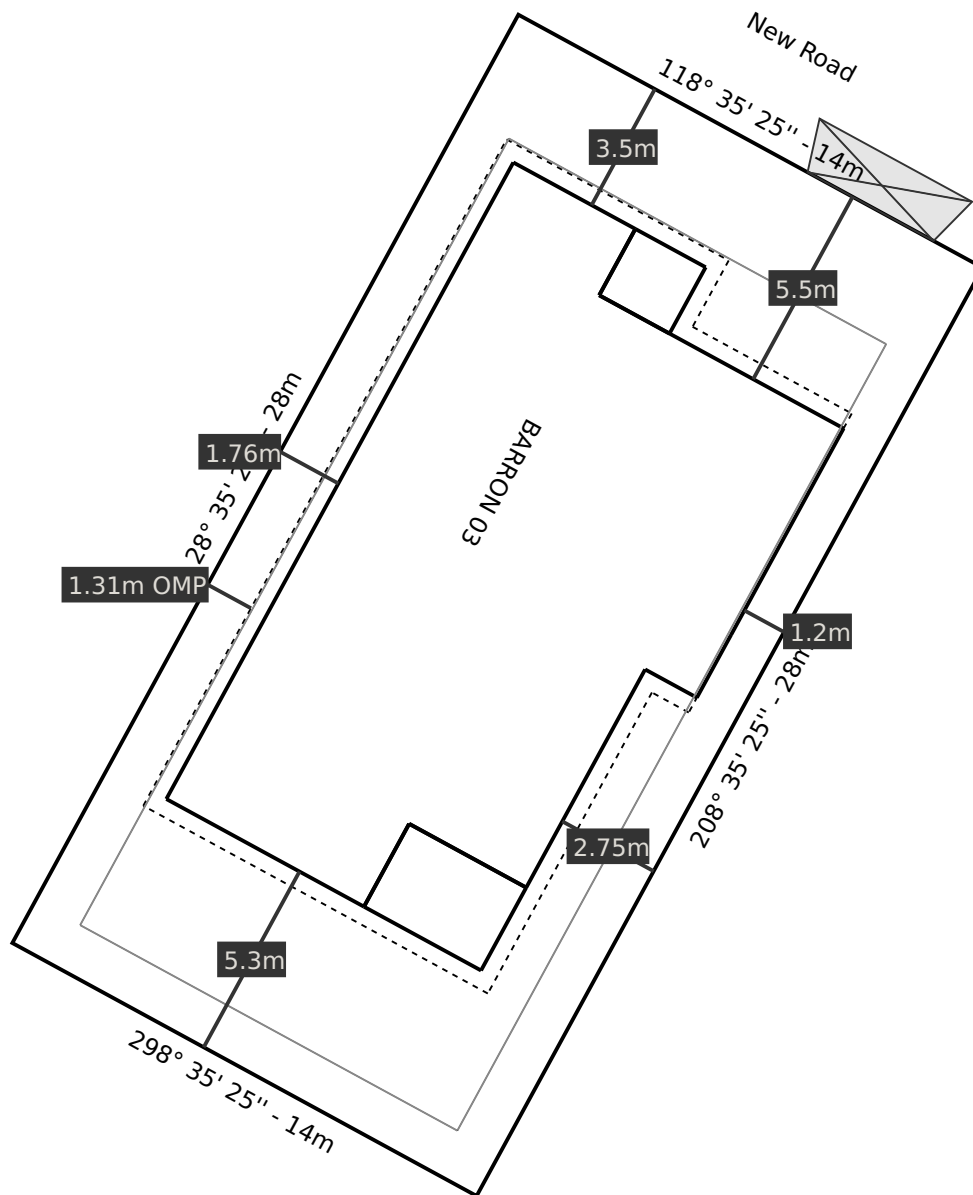 New Road
118° 35' 25'' - 14m
3.5m
5.5m
BARRON 03
28° 35' 2 - 28m
1.76m
1.31m OMP
1.2m
208° 35' 25'' - 28m
2.75m
5.3m
298° 35' 25'' - 14m